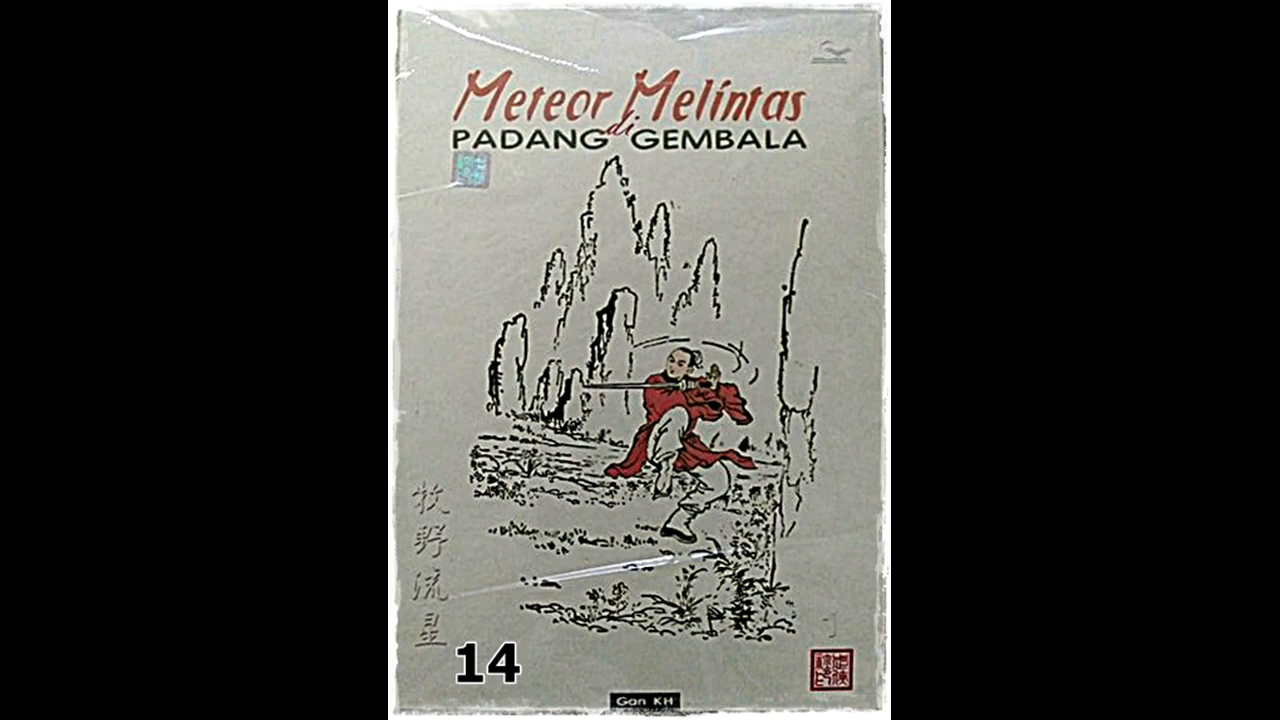 Meteor Melintas
di
PADANG GEMBALA
牧野流星
14
Gan KH